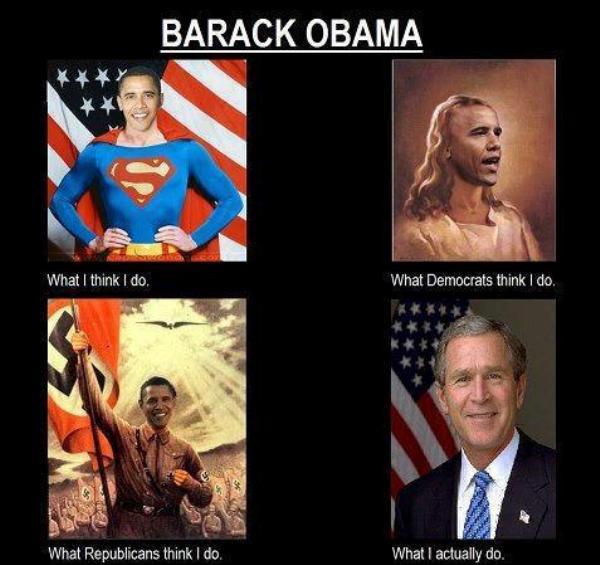 BARACK OBAMA
What I think I do.
What Democrats think I do.
What Republicans think I do.
What I actually do.